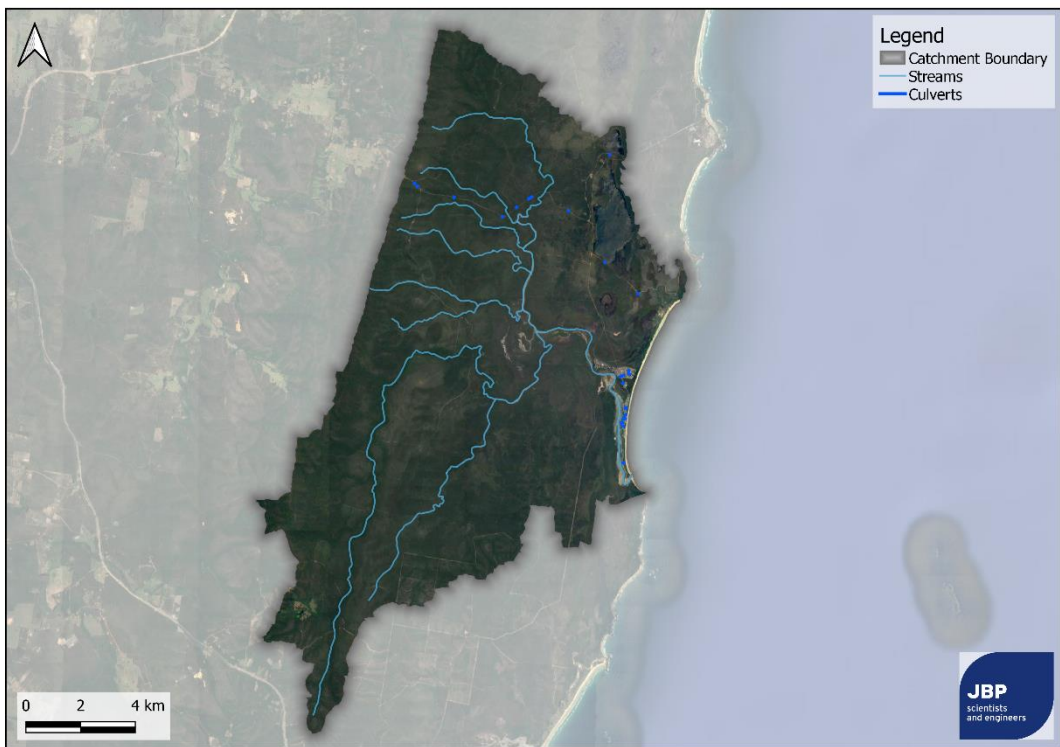 Legend
Catchment Boundary
Streams
Culverts
0 2 4 km
JBP
scientists
and engineers